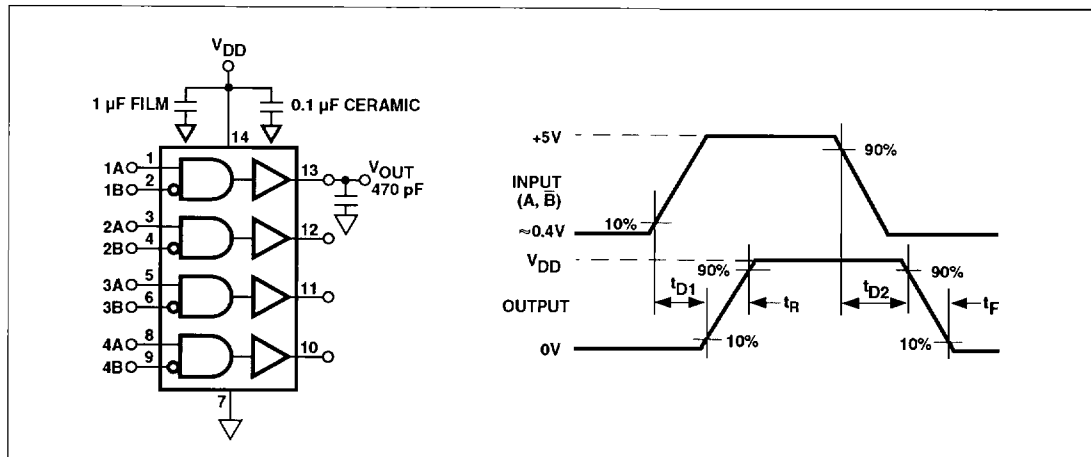 VDD
1 µF FILM
0.1 µF CERAMIC
14
1A 1
1B 2
13
VOUT
470 pF
2A 3
2B 4
12
3A 5
3B 6
11
4A 8
4B 9
10
7
+5V
90%
INPUT
(A, B̅)
10%
≈0.4V
VDD
90%
tD1
tR
tD2
90%
tF
OUTPUT
10%
10%
0V